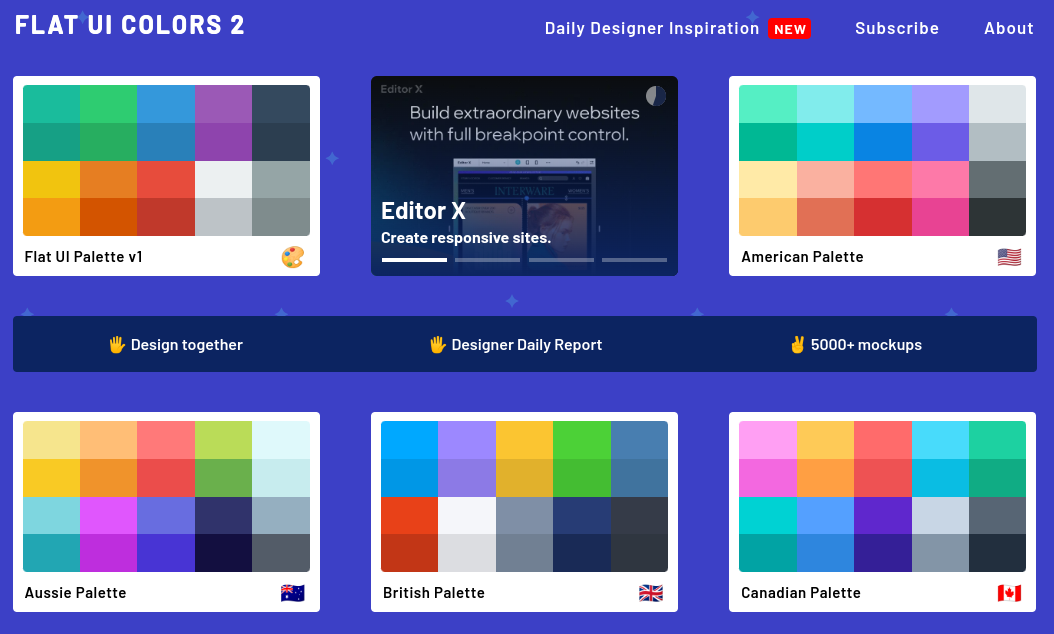 FLAT UI COLORS 2
Daily Designer Inspiration NEW
Subscribe
About
Flat UI Palette v1
Editor X
Build extraordinary websites
with full breakpoint control.
INTERWARE
Editor X
Create responsive sites.
American Palette
🖐 Design together
🖐 Designer Daily Report
✌ 5000+ mockups
Aussie Palette
British Palette
Canadian Palette